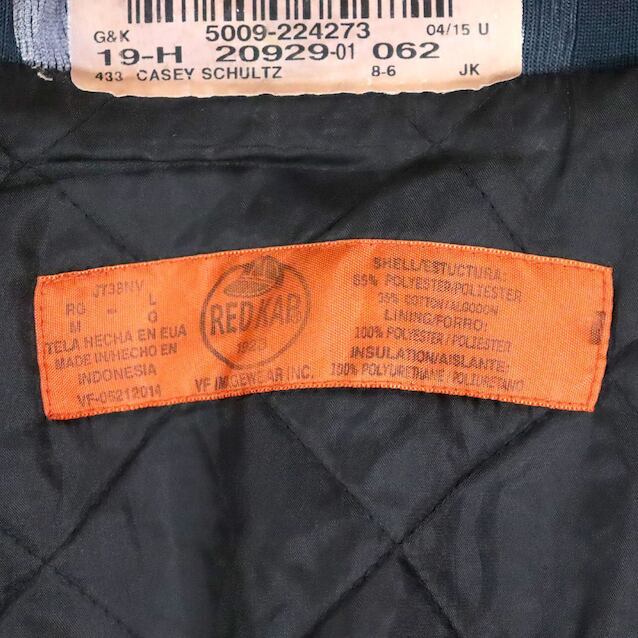 G&K 5009-224273 04/15 U
19-H 20929-01 062
433 CASEY SCHULTZ 8-6 JK
JT38NV
RG - L
M G
TELA HECHA EN EUA
MADE IN/HECHO EN
INDONESIA
VF-05212014
REDKAP
1923
VF IMAGEWEAR INC.
SHELL/ESTUCTURA:
65% POLYESTER/POLIESTER
35% COTTON/ALGODON
LINING/FORRO:
100% POLYESTER / POLIESTER
INSULATION/AISLANTE:
100% POLYURETHANE / POLIURETANO